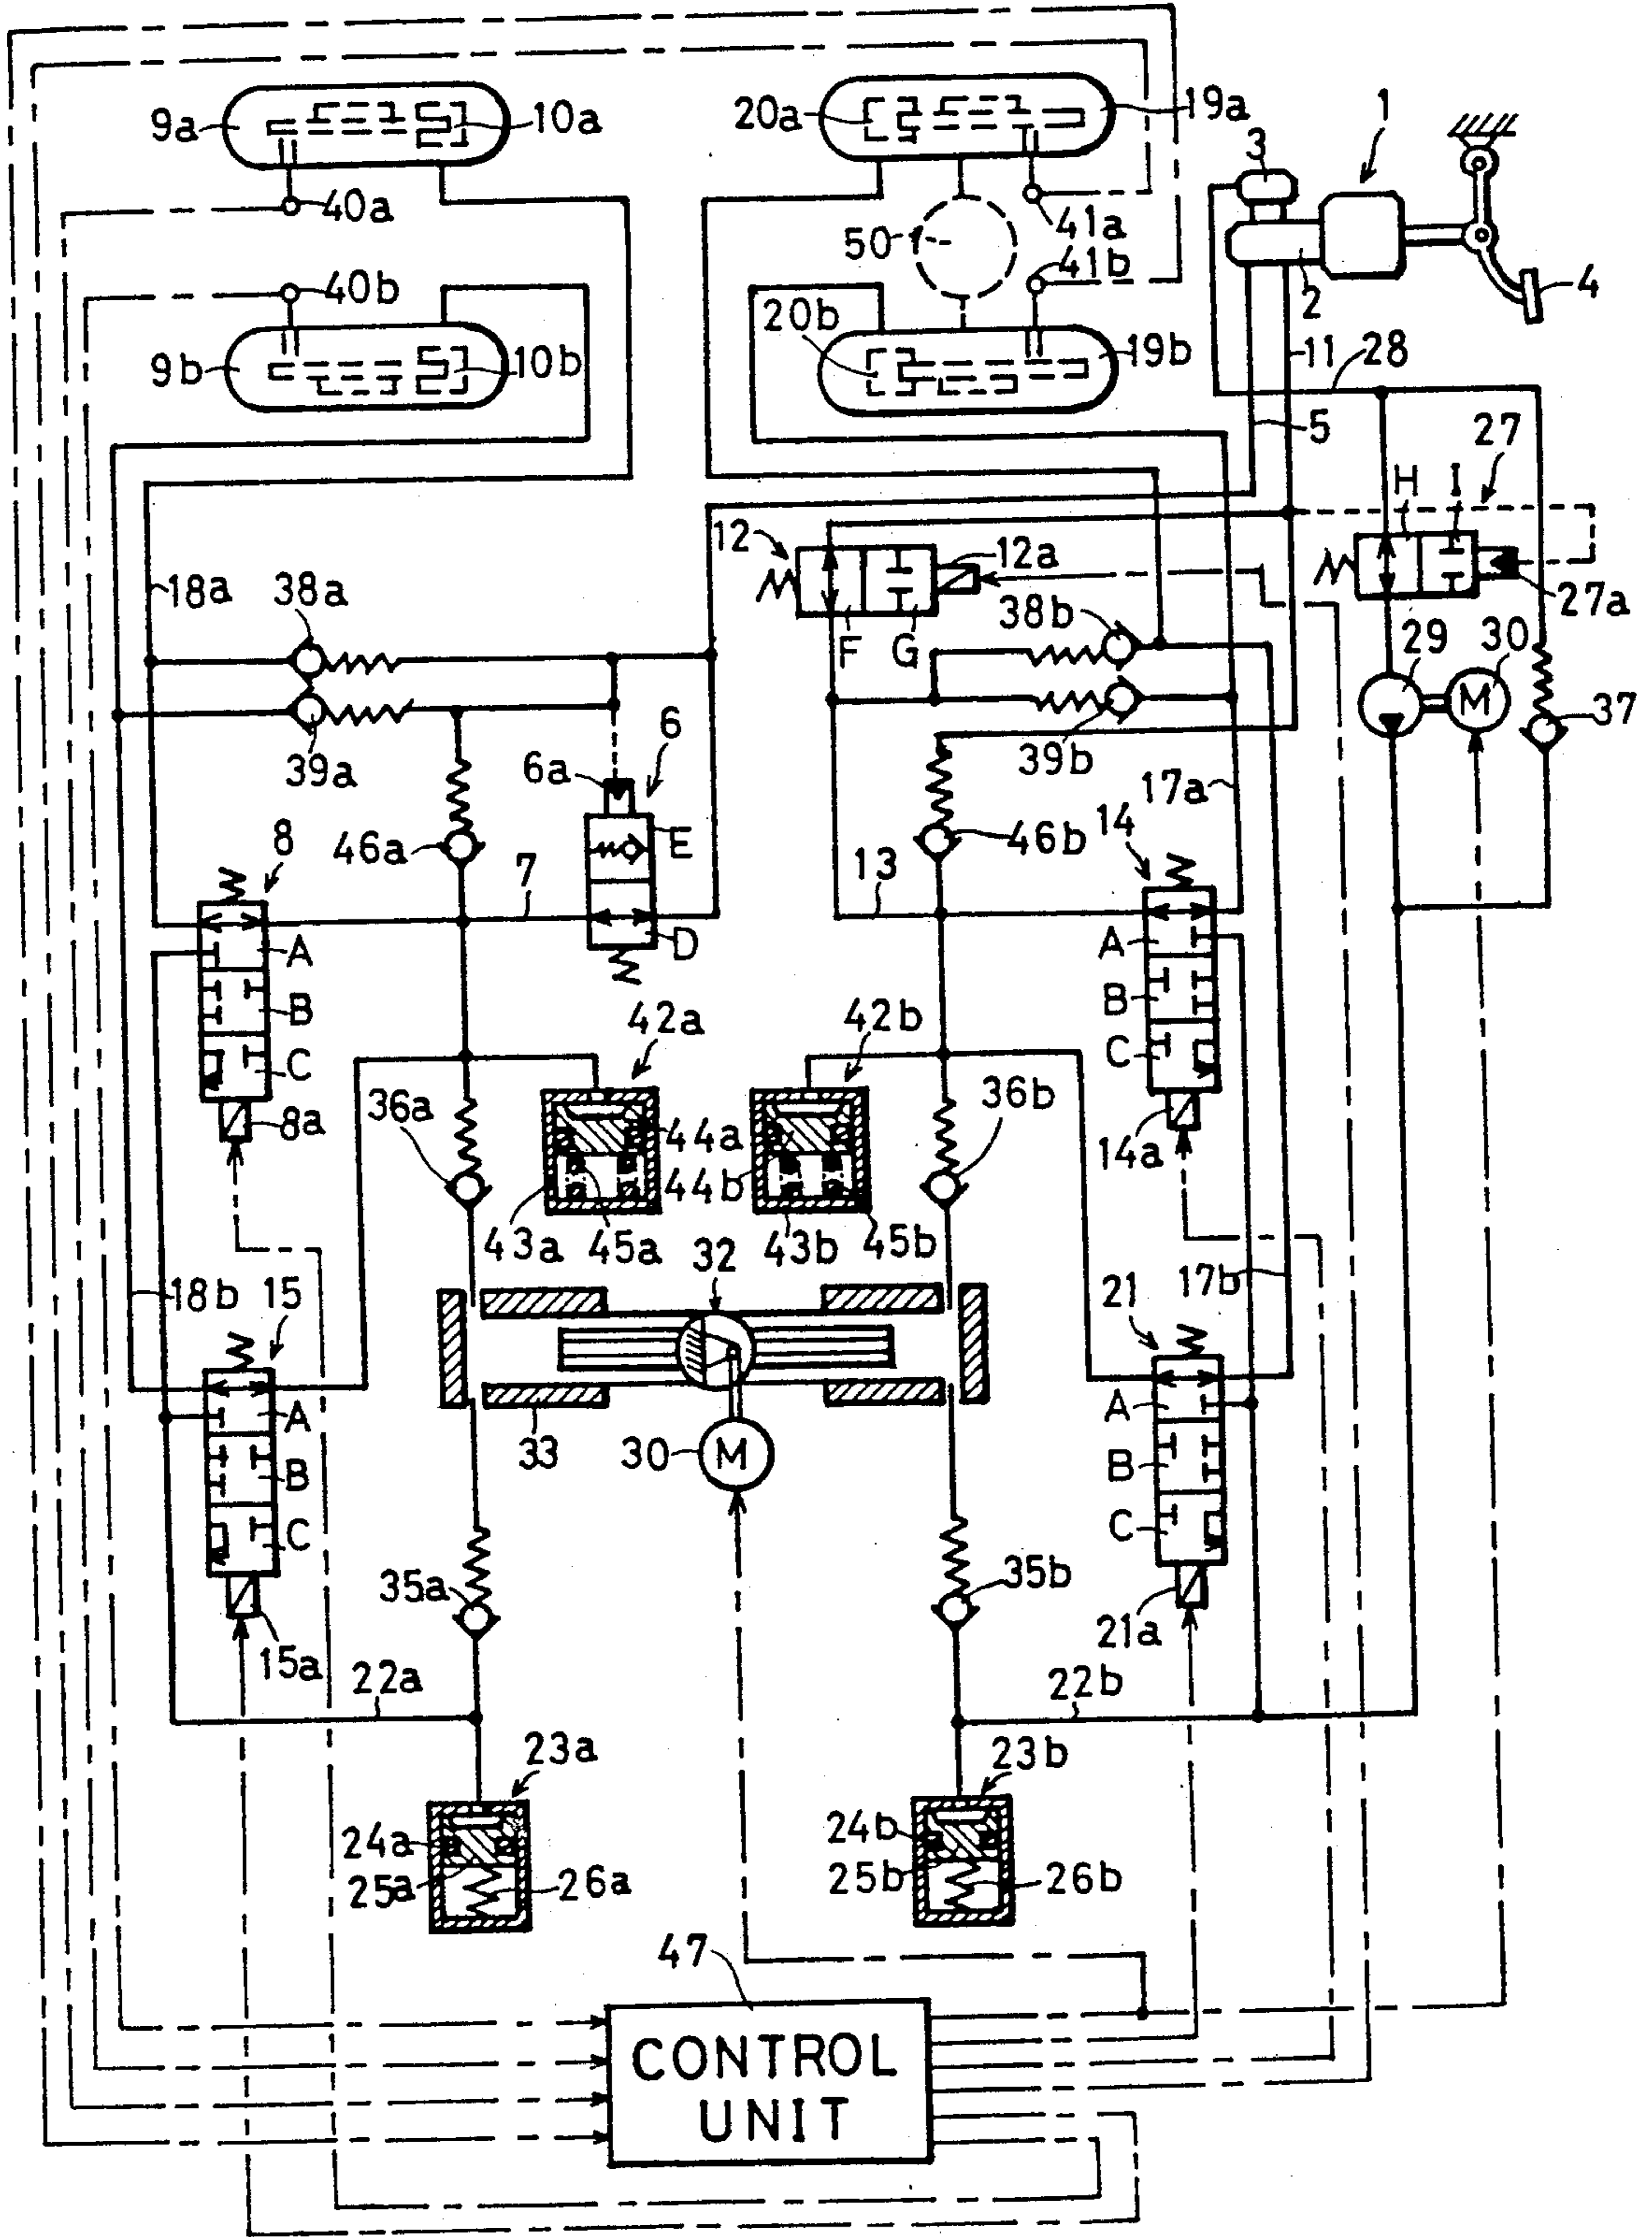 9a 10a 20a 19a 1
3
40a 50 41a
41b
40b 2 4
20b
9b 10b 19b 11 28
5 27
H I
12 12a
18a 38a 38b 27a
F G 29 30
M
6 37
39a 6a 39b
17a
46a 8 E 46b 14
7 13
A D A
B B
42a 42b
C C
36a 36b
8a 44a 14a
44b
43a 45a 43b 45b
32
18b 15 17b
21
A A
33 30 M
B B
C C
35a 35b
21a
15a
22a 22b
23a 23b
24a 24b
25a 26a 25b 26b
47
CONTROL
UNIT